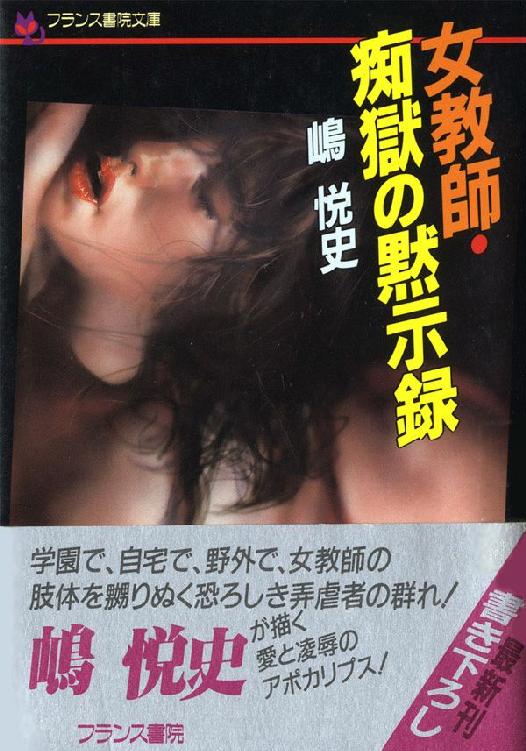 フランス書院文庫
女教師・
痴獄の黙示録
嶋 悦史
学園で、自宅で、野外で、女教師の
肢体を嬲りぬく恐ろしき弄虐者の群れ!
嶋 悦史
が描く
愛と凌辱の
アポカリプス!
最新刊
書き下ろし
フランス書院